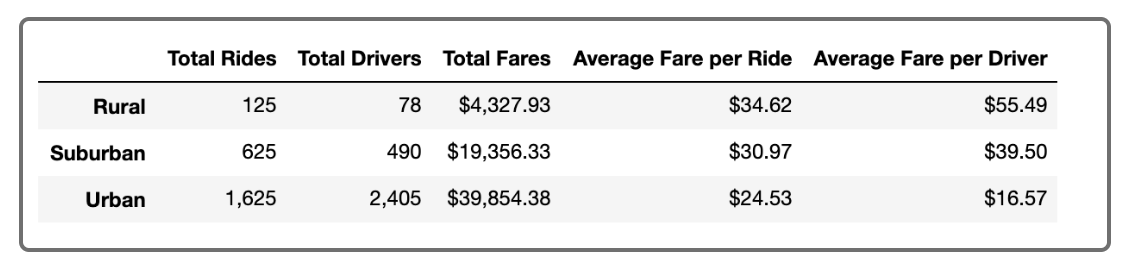 Total Rides Total Drivers Total Fares Average Fare per Ride Average Fare per Driver
Rural 125 78 $4,327.93 $34.62 $55.49
Suburban 625 490 $19,356.33 $30.97 $39.50
Urban 1,625 2,405 $39,854.38 $24.53 $16.57